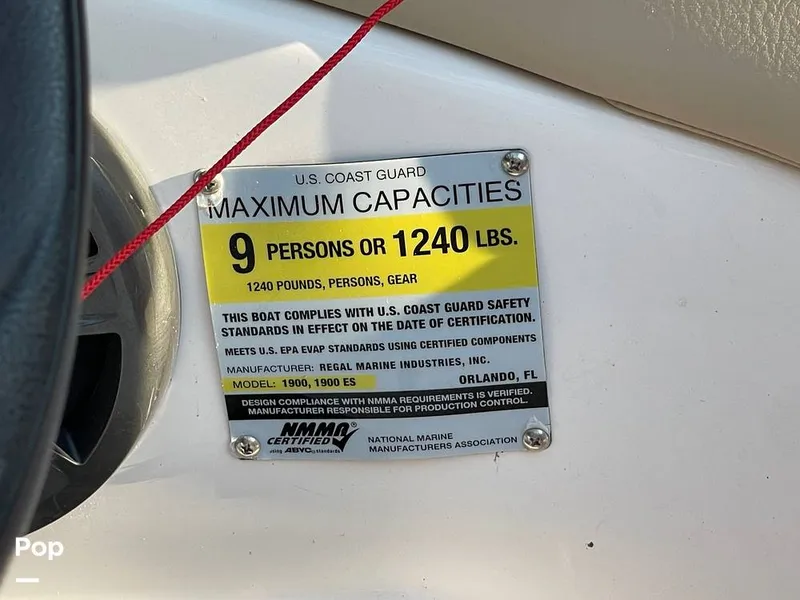 U.S. COAST GUARD
MAXIMUM CAPACITIES
9 PERSONS OR 1240 LBS.
1240 POUNDS, PERSONS, GEAR
THIS BOAT COMPLIES WITH U.S. COAST GUARD SAFETY
STANDARDS IN EFFECT ON THE DATE OF CERTIFICATION.
MEETS U.S. EPA EVAP STANDARDS USING CERTIFIED COMPONENTS
MANUFACTURER: REGAL MARINE INDUSTRIES, INC.
MODEL: 1900, 1900 ES ORLANDO, FL
DESIGN COMPLIANCE WITH NMMA REQUIREMENTS IS VERIFIED.
MANUFACTURER RESPONSIBLE FOR PRODUCTION CONTROL.
NMMA®
CERTIFIED
using ABYC standards
NATIONAL MARINE
MANUFACTURERS ASSOCIATION
Pop